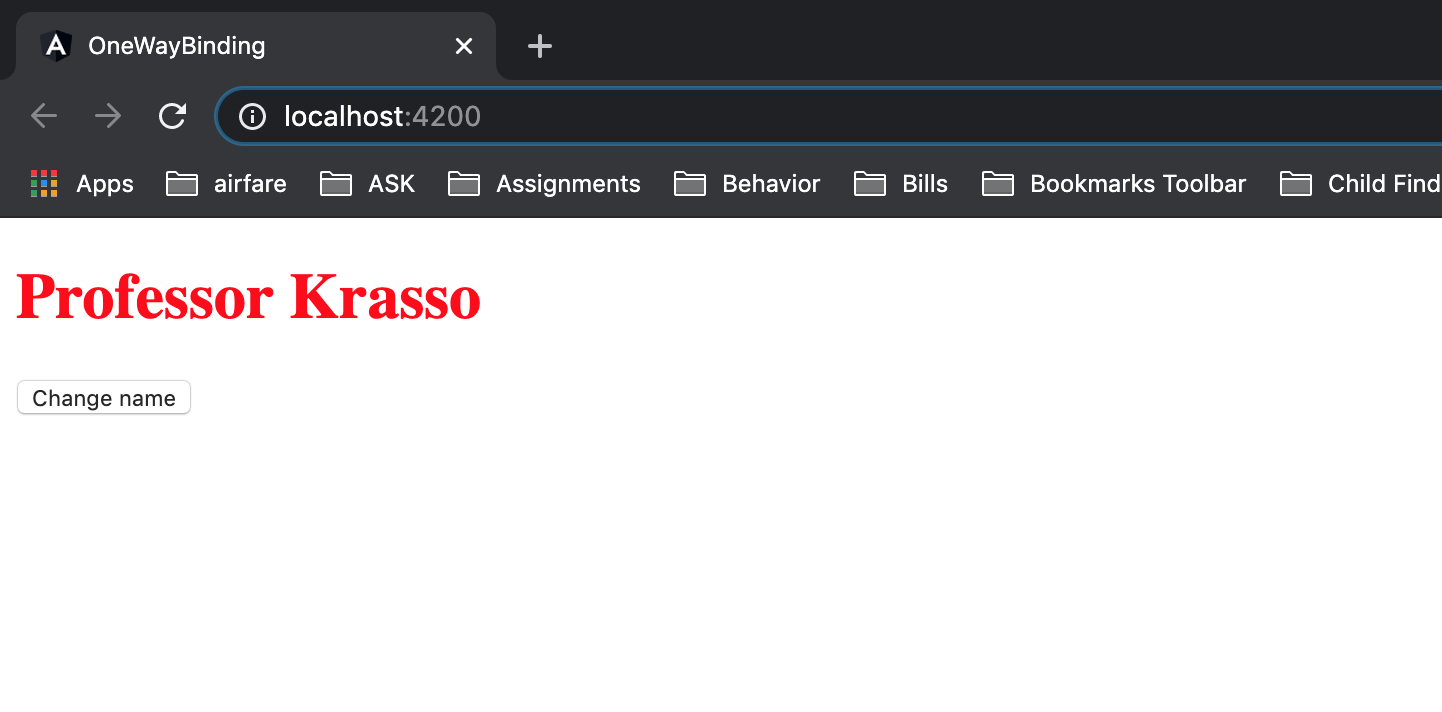 OneWayBinding
localhost:4200
Apps airfare ASK Assignments Behavior Bills Bookmarks Toolbar Child Find
Professor Krasso
Change name